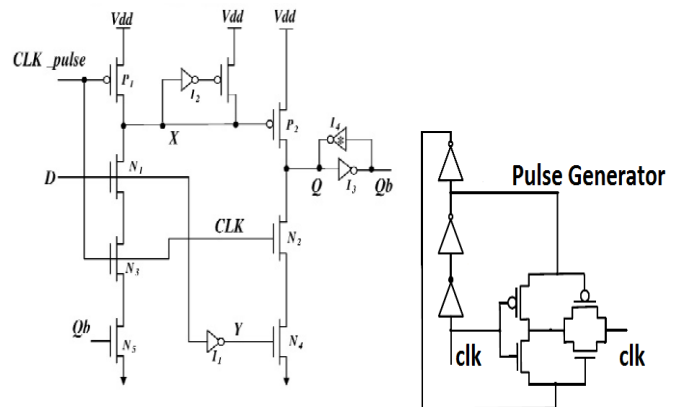 Vdd Vdd Vdd
CLK_pulse
P1
I2
P2
I4
X
N1
D
I3
Q Qb
Pulse Generator
CLK
N2
N3
Qb
Y
I1
N5
N4
clk clk